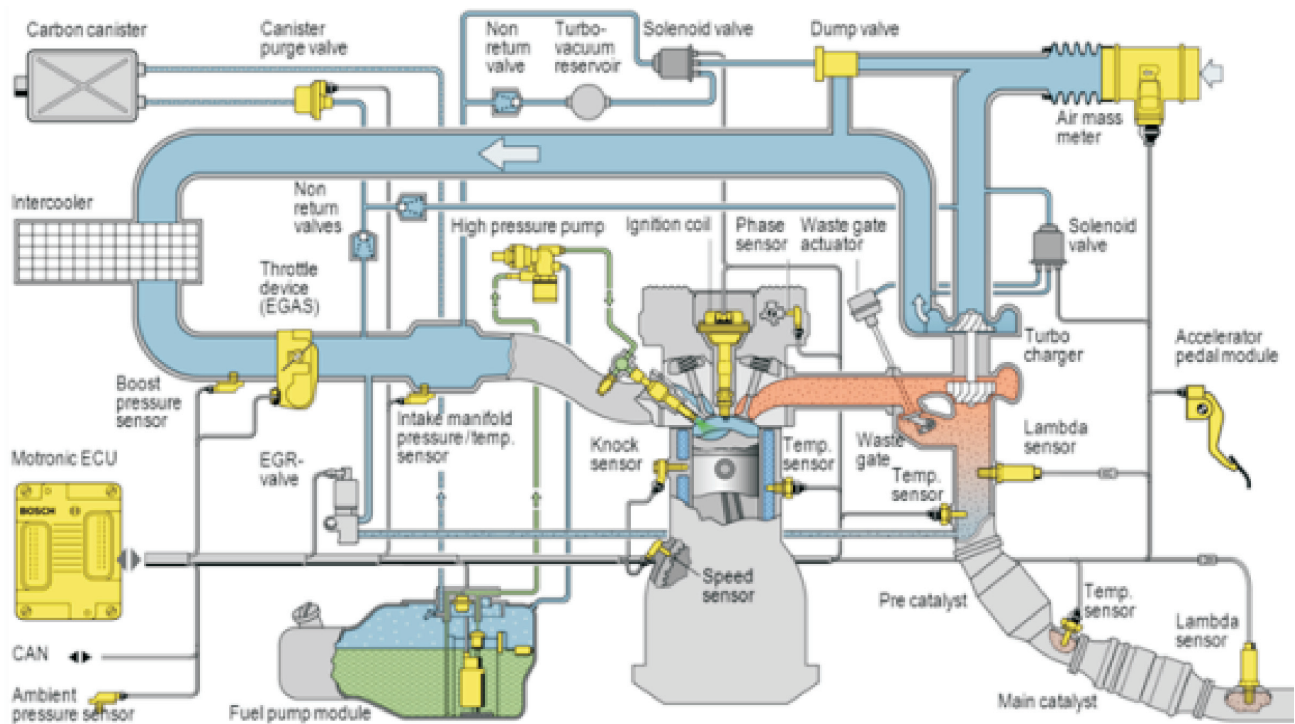 Carbon canister
Canister
purge valve
Non
return
valve
Turbo-
vacuum
reservoir
Solenoid valve
Dump valve
Air mass
meter
Intercooler
Non
return
valves
High pressure pump
Ignition coil
Phase
sensor
Waste gate
actuator
Solenoid
valve
Throttle
device
(EGAS)
Turbo
charger
Accelerator
pedal module
Boost
pressure
sensor
Intake manifold
pressure/temp.
sensor
Knock
sensor
Temp.
sensor
Waste
gate
Lambda
sensor
Temp.
sensor
Motronic ECU
BOSCH
EGR-
valve
Speed
sensor
Pre catalyst
Temp.
sensor
Lambda
sensor
CAN
Ambient
pressure sensor
Fuel pump module
Main catalyst